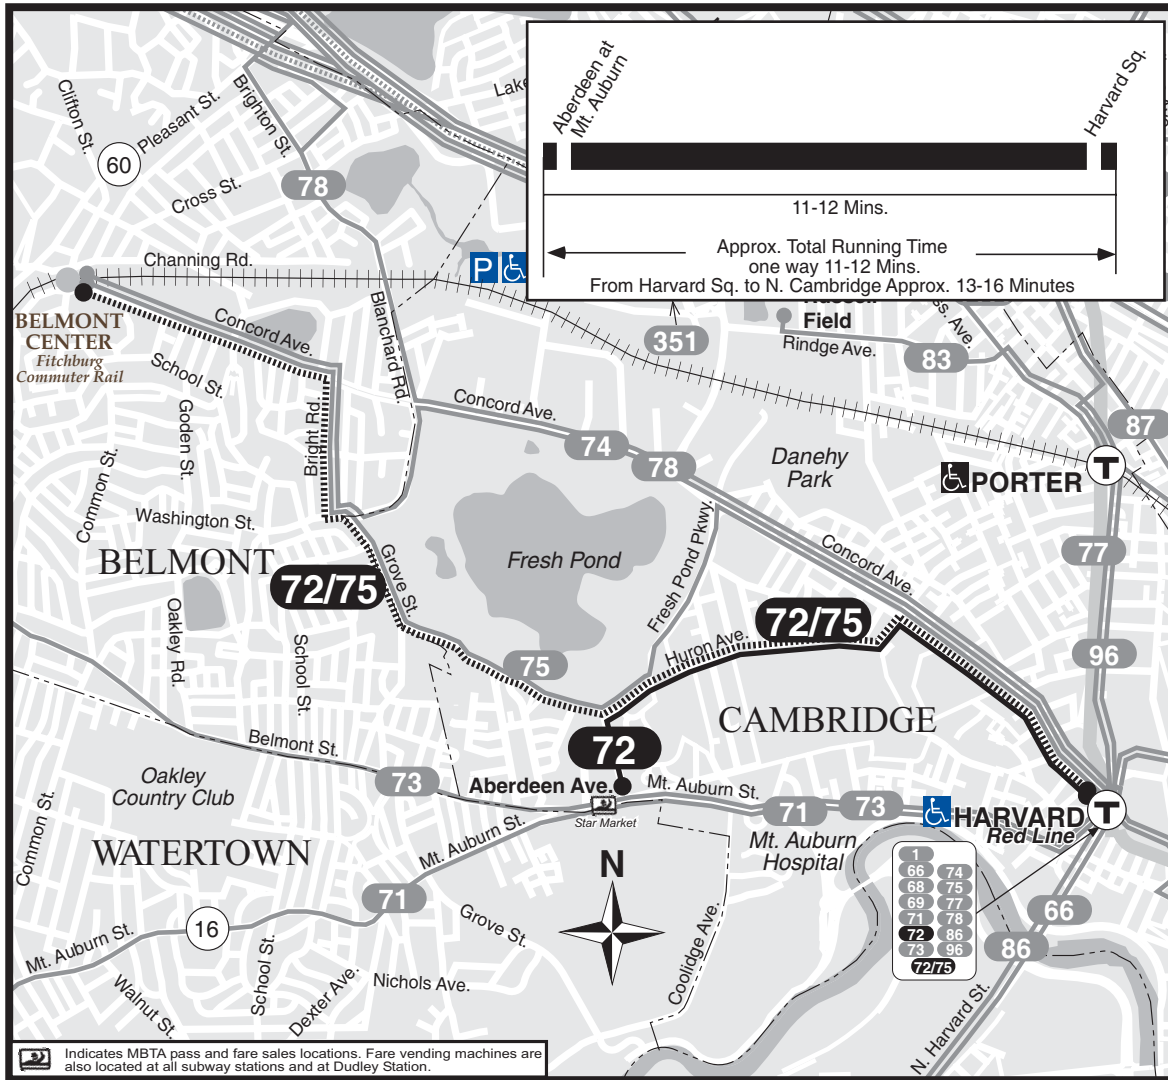 Clifton St.
Pleasant St.
Brighton St.
60
Cross St.
78
Channing Rd.
Aberdeen at
Mt. Auburn
Harvard Sq.
11-12 Mins.
Approx. Total Running Time
one way 11-12 Mins.
From Harvard Sq. to N. Cambridge Approx. 13-16 Minutes
P
BELMONT
CENTER
Fitchburg
Commuter Rail
Concord Ave.
Blanchard Rd.
351
Field
Rindge Ave.
83
Ave.
School St.
Goden St.
Bright Rd.
Common St.
Concord Ave.
74
78
Danehy
Park
87
T
PORTER
Washington St.
BELMONT
72/75
Grove St.
Fresh Pond
Fresh Pond Pkwy.
Concord Ave.
77
Oakley Rd.
School St.
75
Huron Ave.
72/75
96
CAMBRIDGE
Belmont St.
72
Oakley
Country Club
73
Aberdeen Ave.
Mt. Auburn St.
Star Market
71
73
HARVARD
Red Line
T
Mt. Auburn
Hospital
Common St.
WATERTOWN
Mt. Auburn St.
N
71
16
Mt. Auburn St.
School St.
Walnut St.
Dexter Ave.
Nichols Ave.
Grove St.
Coolidge Ave.
1
66 74
68 75
69 77
71 78
72 86
73 96
72/75
66
86
N. Harvard St.
Indicates MBTA pass and fare sales locations. Fare vending machines are
also located at all subway stations and at Dudley Station.